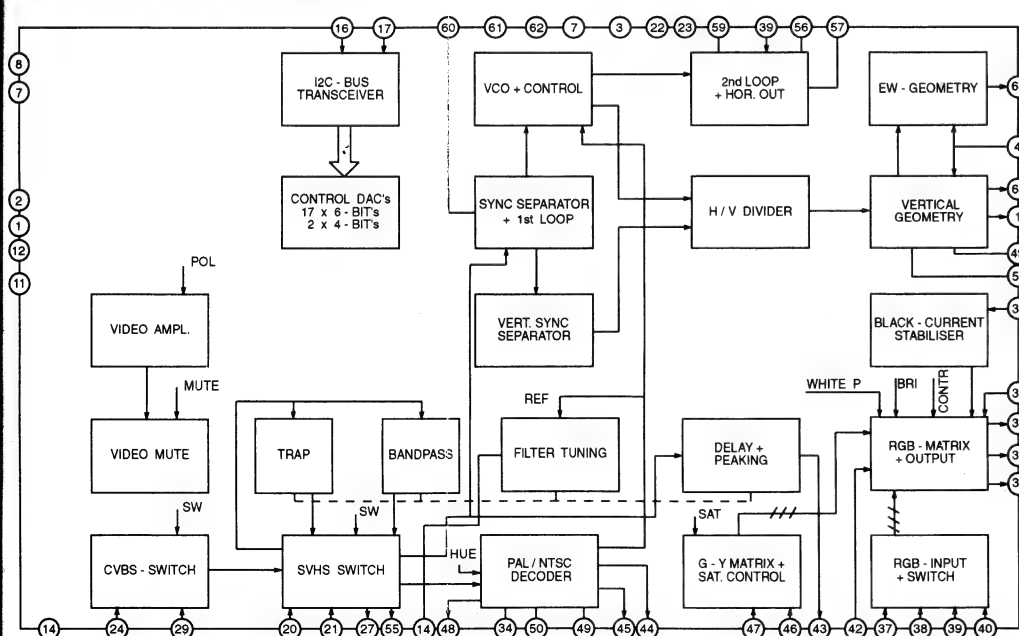 16 17 60 61 62 7 3 22 23 59 39 56 57
8
7
I2C - BUS
TRANSCEIVER
VCO + CONTROL
2nd LOOP
+ HOR. OUT
EW - GEOMETRY
2
1
12
11
CONTROL DAC's
17 x 6 - BIT's
2 x 4 - BIT's
SYNC SEPARATOR
+ 1st LOOP
H / V DIVIDER
VERTICAL
GEOMETRY
POL
VIDEO AMPL.
VERT. SYNC
SEPARATOR
BLACK - CURRENT
STABILISER
MUTE
REF
WHITE P
BRI
CONTR
VIDEO MUTE
TRAP
BANDPASS
FILTER TUNING
DELAY +
PEAKING
RGB - MATRIX
+ OUTPUT
SW
SW
HUE
SAT
CVBS - SWITCH
SVHS SWITCH
PAL / NTSC
DECODER
G - Y MATRIX +
SAT. CONTROL
RGB - INPUT
+ SWITCH
14 24 29 20 21 27 55 14 48 34 50 49 45 44 47 46 43 42 37 38 39 40